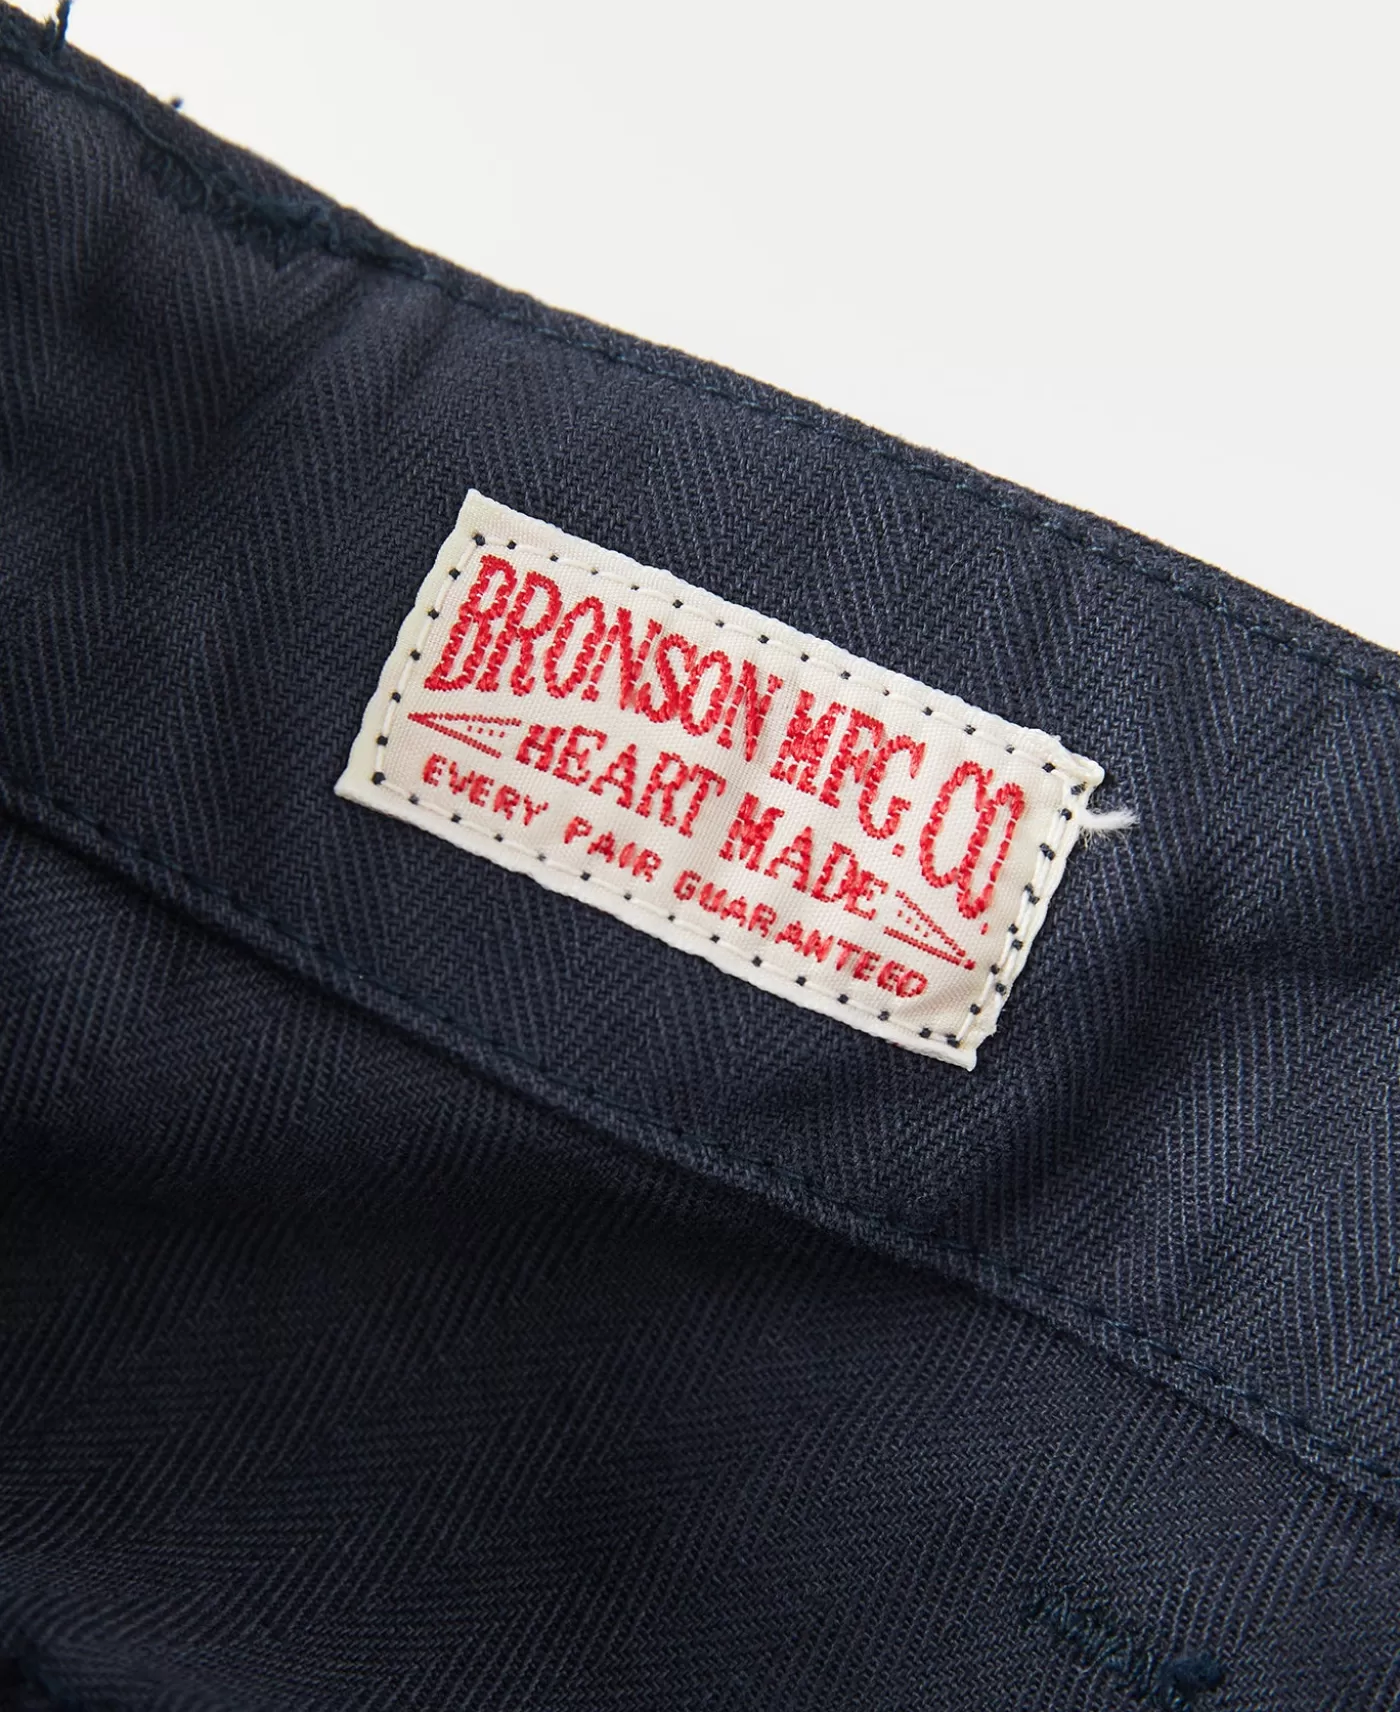 BRONSON MFG. CO.
HEART MADE
EVERY PAIR GUARANTEED